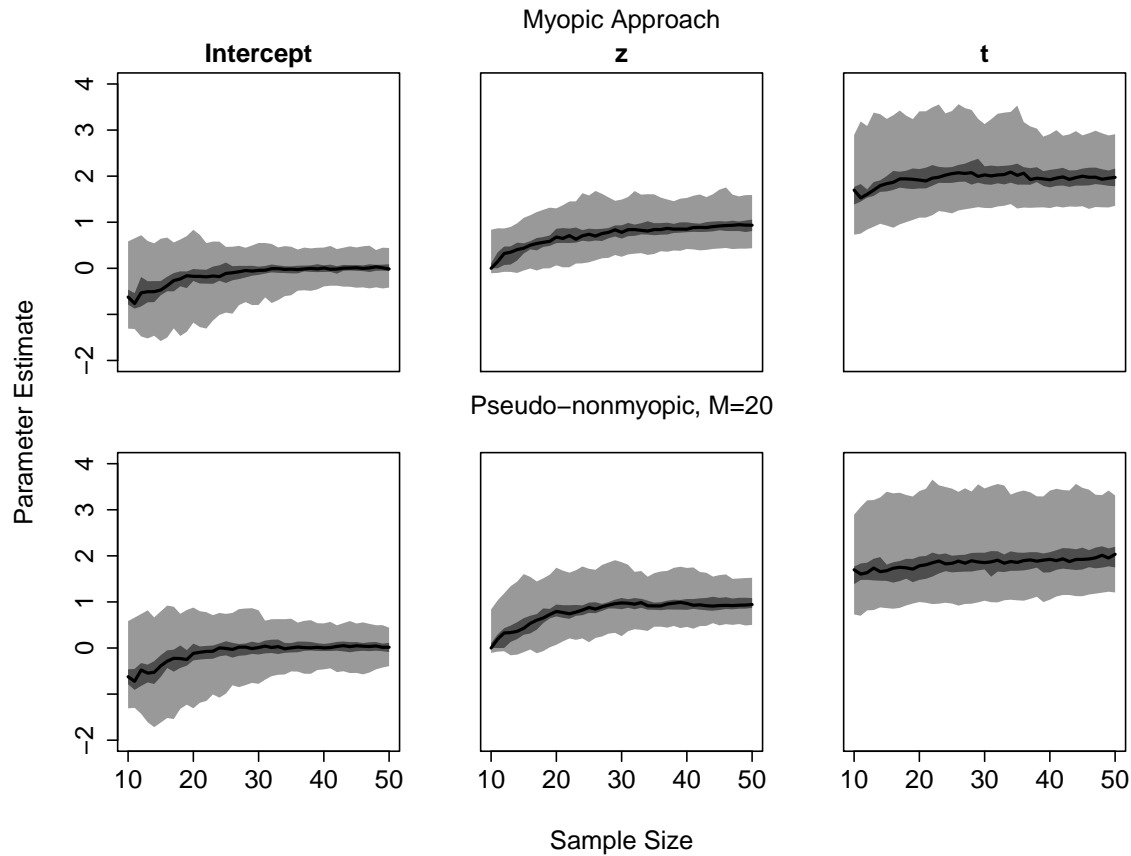 Myopic Approach
Intercept z t
4
3
2
1
0
−2
Pseudo−nonmyopic, M=20
4
3
2
1
0
−2
10 20 30 40 50 10 20 30 40 50 10 20 30 40 50
Parameter Estimate
Sample Size